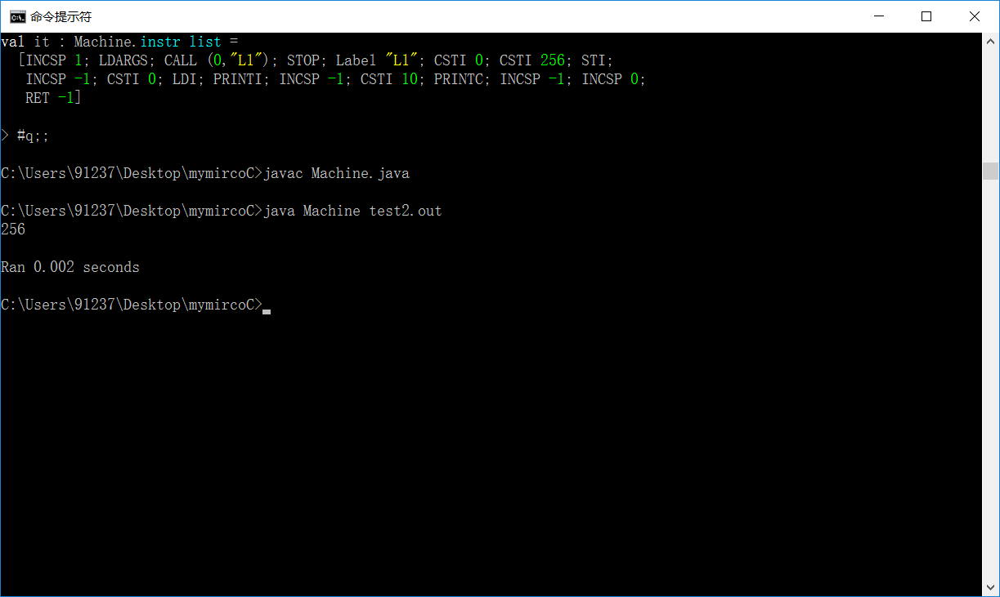 命令提示符
val it : Machine.instr list =
  [INCSP 1; LDARGS; CALL (0,"L1"); STOP; Label "L1"; CSTI 0; CSTI 256; STI;
   INCSP -1; CSTI 0; LDI; PRINTI; INCSP -1; CSTI 10; PRINTC; INCSP -1; INCSP 0;
   RET -1]
> #q;;
C:\Users\91237\Desktop\mymircoC>javac Machine.java
C:\Users\91237\Desktop\mymircoC>java Machine test2.out
256
Ran 0.002 seconds
C:\Users\91237\Desktop\mymircoC>